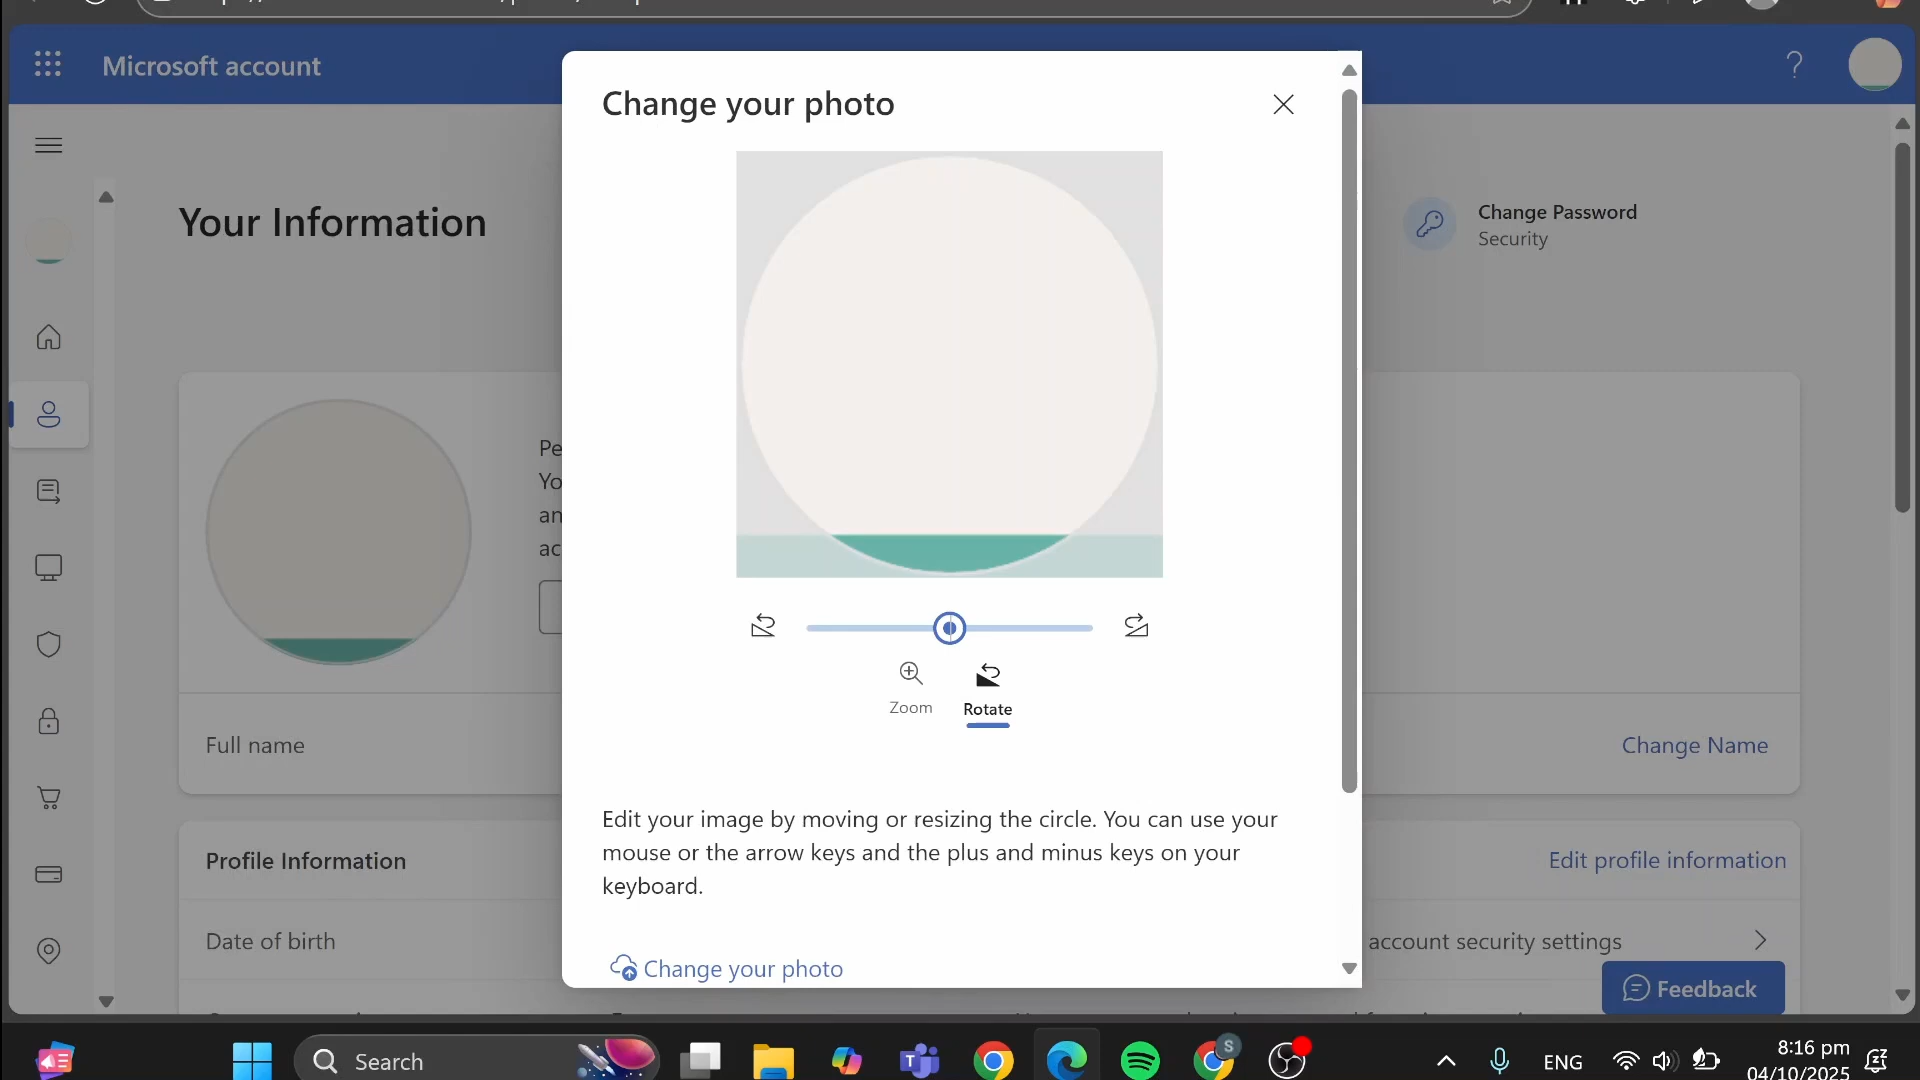 Microsoft account
?
Change your photo
Your Information
Change Password
Security
Pe
Yo
an
ac
Zoom
Rotate
Full name
Change Name
Edit your image by moving or resizing the circle. You can use your
mouse or the arrow keys and the plus and minus keys on your
keyboard.
Profile Information
Edit profile information
Date of birth
account security settings
Change your photo
Feedback
Search
S
ENG
8:16 pm
04/10/2025